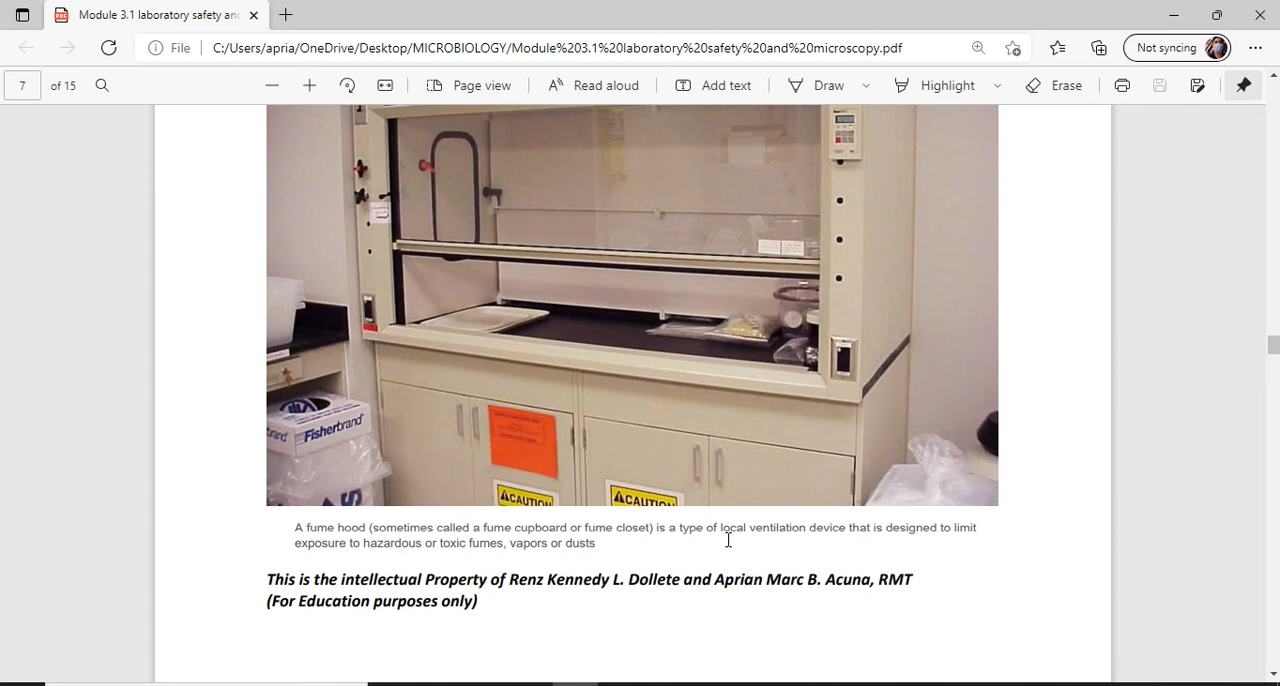 Module 3.1 laboratory safety and
File
C:/Users/apria/OneDrive/Desktop/MICROBIOLOGY/Module%203.1%20laboratory%20safety%20and%20microscopy.pdf
Not syncing
7 of 15
Page view
Read aloud
Add text
Draw
Highlight
Erase
Fisherbrand
CAUTION
CAUTION
A fume hood (sometimes called a fume cupboard or fume closet) is a type of local ventilation device that is designed to limit
exposure to hazardous or toxic fumes, vapors or dusts
This is the intellectual Property of Renz Kennedy L. Dollete and Aprian Marc B. Acuna, RMT
(For Education purposes only)